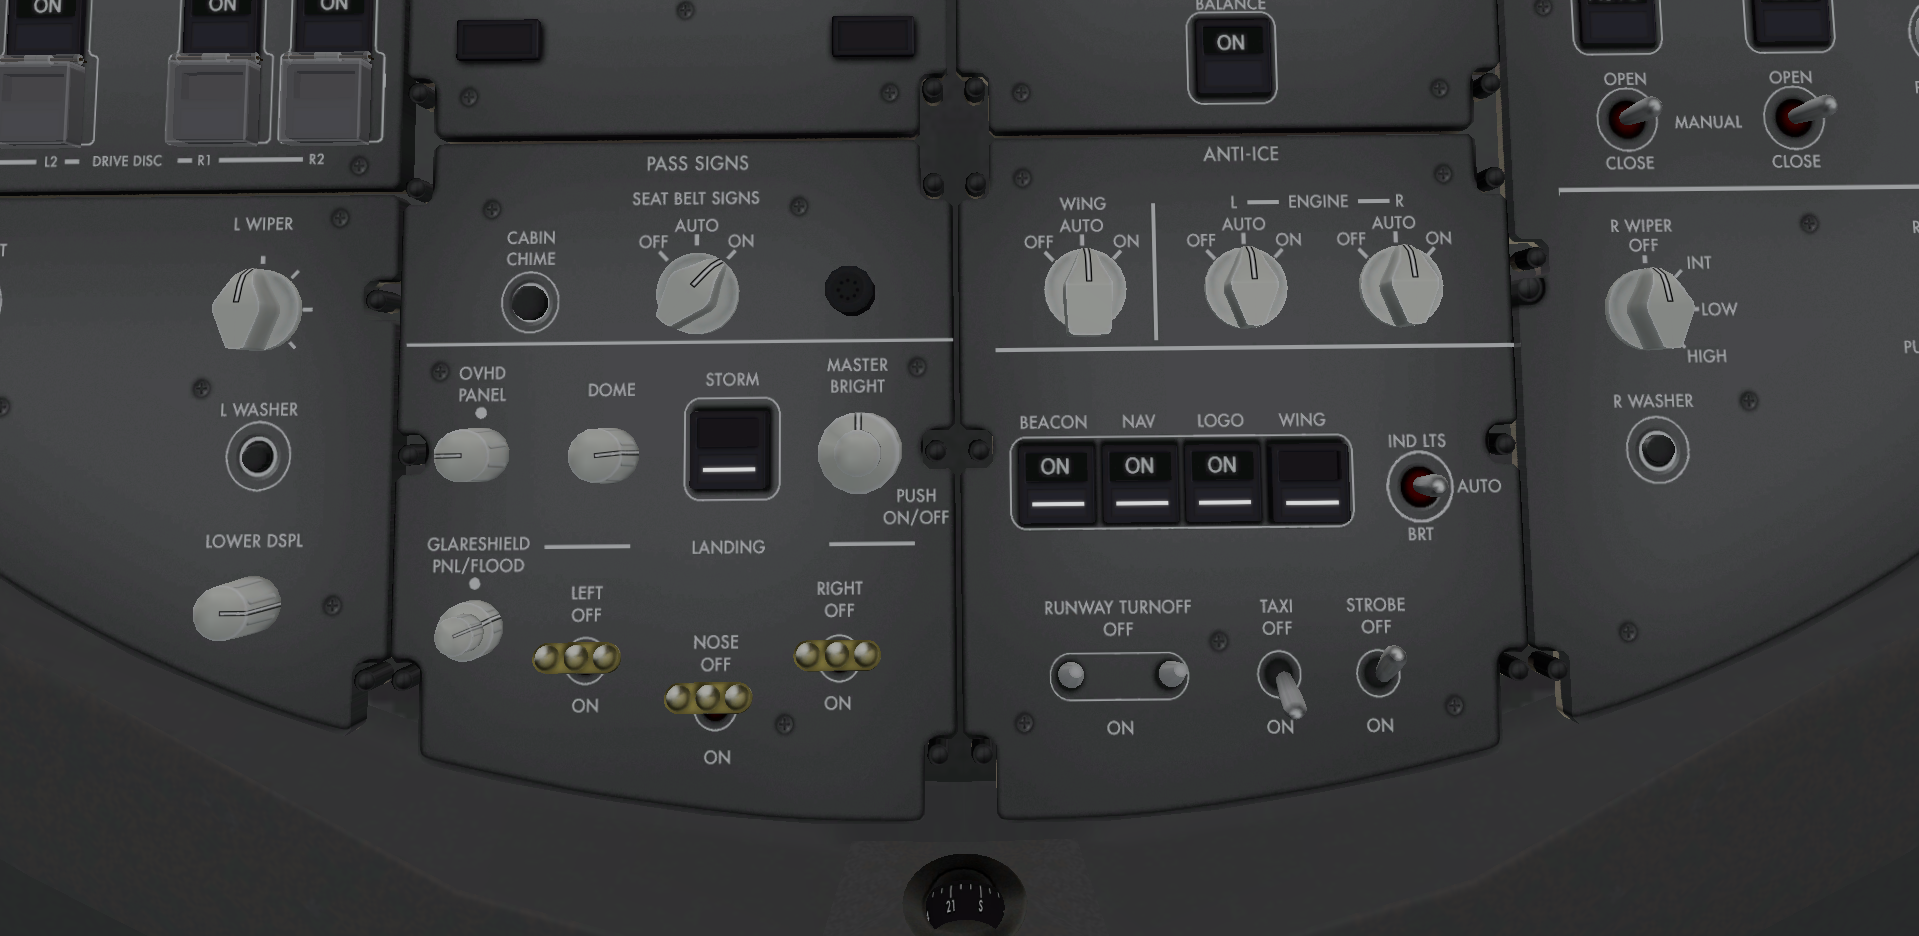 ON
ON
ON
L2
DRIVE DISC
R1
R2
BALANCE
ON
OPEN
MANUAL
CLOSE
OPEN
CLOSE
L WIPER
L WASHER
LOWER DSPL
PASS SIGNS
SEAT BELT SIGNS
OFF
AUTO
ON
CABIN
CHIME
OVHD
PANEL
DOME
STORM
MASTER
BRIGHT
PUSH
ON/OFF
GLARESHIELD
PNL/FLOOD
LANDING
LEFT
OFF
ON
NOSE
OFF
ON
RIGHT
OFF
ON
ANTI-ICE
WING
AUTO
OFF
ON
L
ENGINE
R
OFF
AUTO
ON
OFF
AUTO
ON
BEACON
NAV
LOGO
WING
ON
ON
ON
IND LTS
AUTO
BRT
RUNWAY TURNOFF
OFF
ON
TAXI
OFF
ON
STROBE
OFF
ON
R WIPER
OFF
INT
LOW
HIGH
R WASHER
21
S